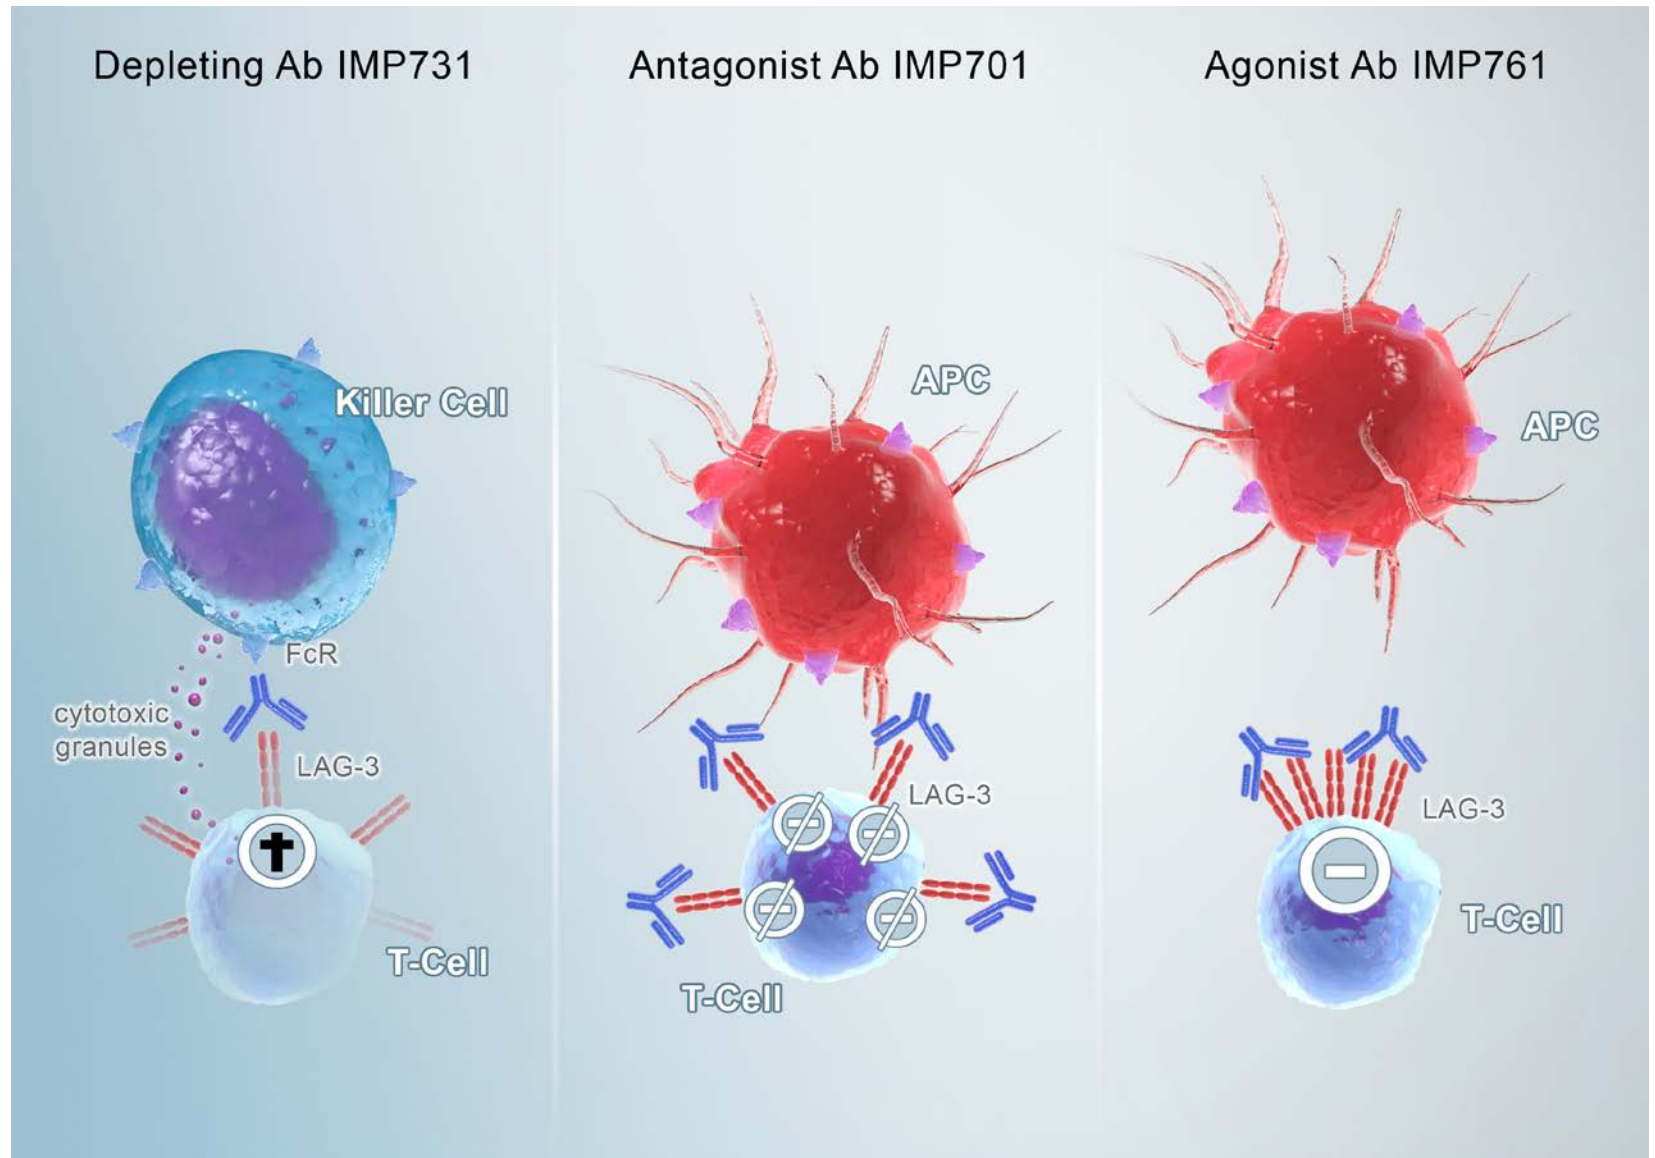 Depleting Ab IMP731
Killer Cell
FcR
cytotoxic
granules
LAG-3
T-Cell
Antagonist Ab IMP701
APC
LAG-3
T-Cell
Agonist Ab IMP761
APC
LAG-3
T-Cell